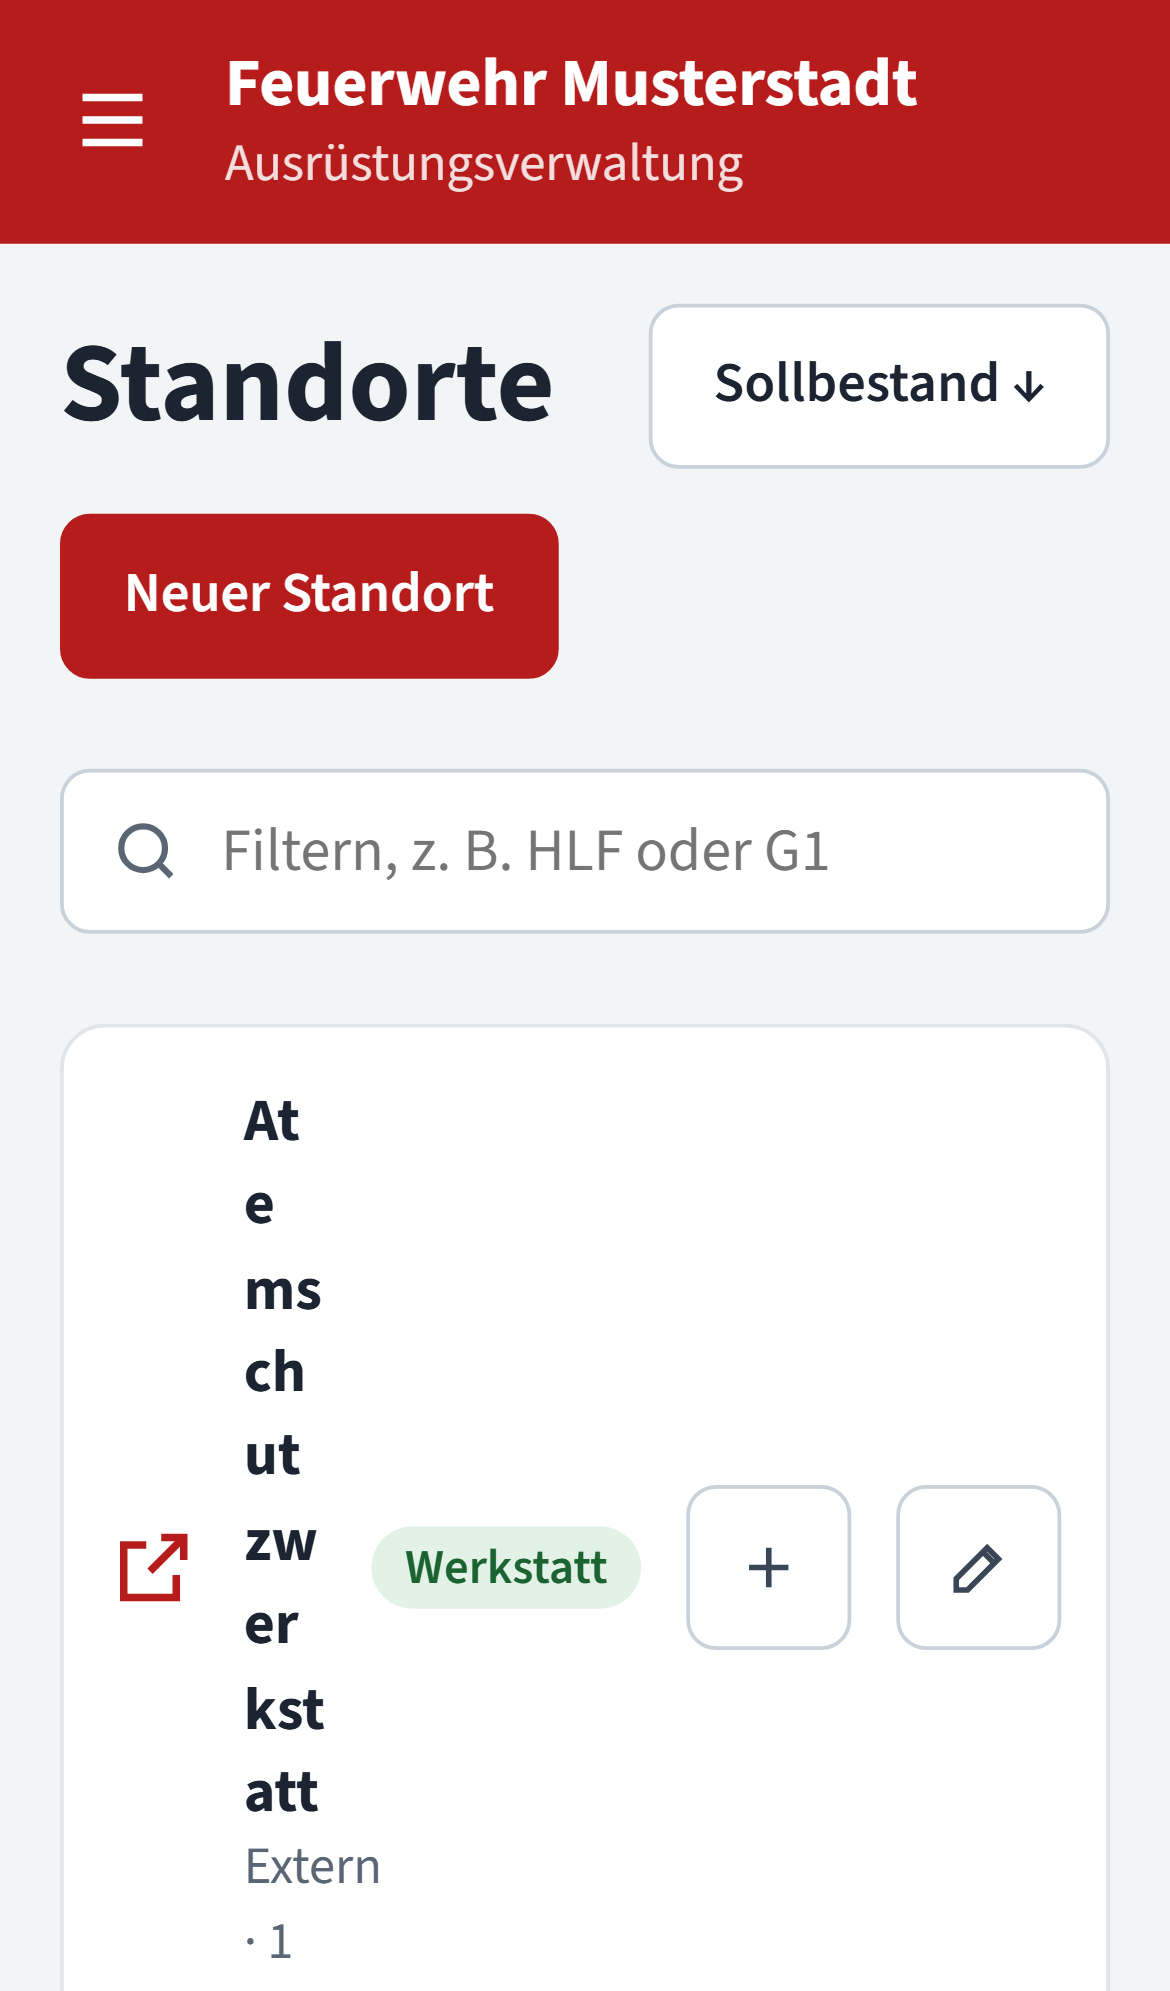 Feuerwehr Musterstadt
Ausrüstungsverwaltung
Standorte
Sollbestand ↓
Neuer Standort
Filtern, z. B. HLF oder G1
At
e
ms
ch
ut
zw
er
kst
att
Werkstatt
Extern
· 1